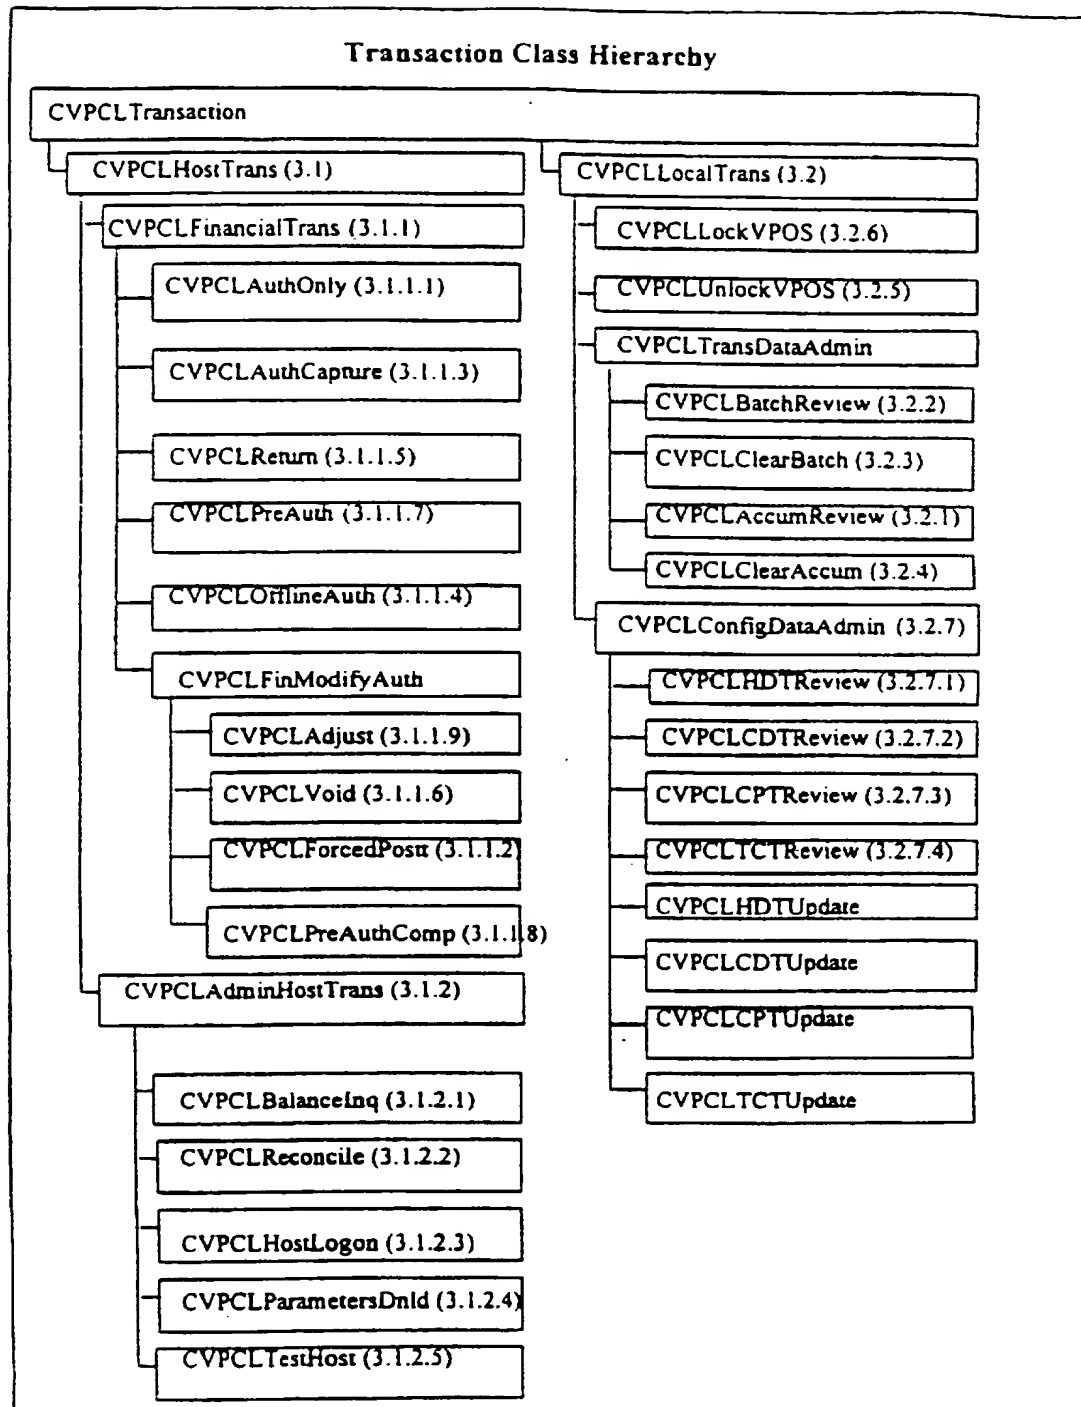 Transaction Class Hierarchy
CVPCLTransaction
CVPCLHostTrans (3.1)
CVPCLFinancialTrans (3.1.1)
CVPCLAuthOnly (3.1.1.1)
CVPCLAuthCapture (3.1.1.3)
CVPCLReturn (3.1.1.5)
CVPCLPreAuth (3.1.1.7)
CVPCLOfflineAuth (3.1.1.4)
CVPCLFinModifyAuth
CVPCLAdjust (3.1.1.9)
CVPCLVoid (3.1.1.6)
CVPCLForcedPostt (3.1.1.2)
CVPCLPreAuthComp (3.1.1.8)
CVPCLAdminHostTrans (3.1.2)
CVPCLBalanceInq (3.1.2.1)
CVPCLReconcile (3.1.2.2)
CVPCLHostLogon (3.1.2.3)
CVPCLParametersDnld (3.1.2.4)
CVPCLTestHost (3.1.2.5)
CVPCLLocalTrans (3.2)
CVPCLLockVPOS (3.2.6)
CVPCLUnlockVPOS (3.2.5)
CVPCLTransDataAdmin
CVPCLBatchReview (3.2.2)
CVPCLClearBatch (3.2.3)
CVPCLAccumReview (3.2.1)
CVPCLClearAccum (3.2.4)
CVPCLConfigDataAdmin (3.2.7)
CVPCLHDTReview (3.2.7.1)
CVPCLCDTReview (3.2.7.2)
CVPCLCPTReview (3.2.7.3)
CVPCLTCTReview (3.2.7.4)
CVPCLHDTUpdate
CVPCLCDTUpdate
CVPCLCPTUpdate
CVPCLTCTUpdate